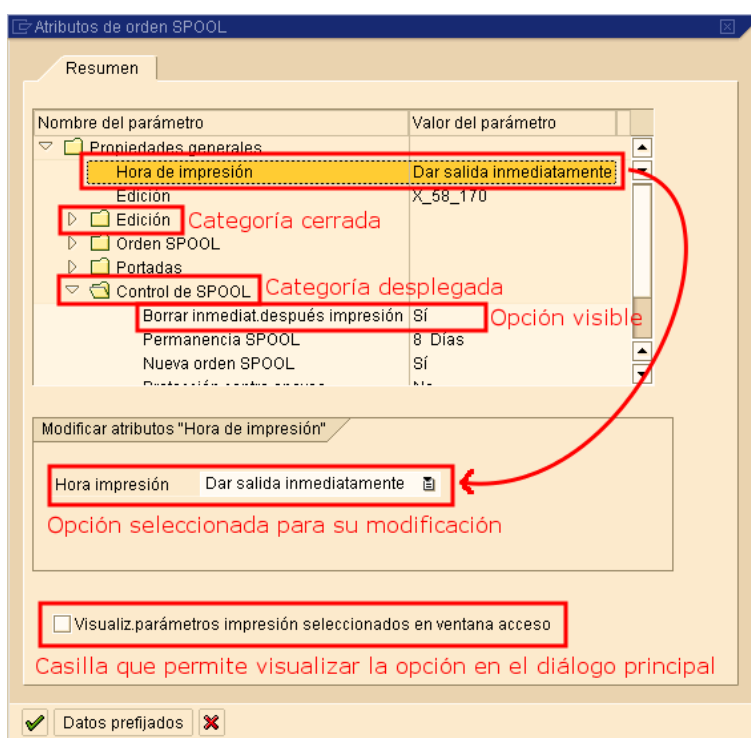 Atributos de orden SPOOL
Resumen
Nombre del parámetro Valor del parámetro
Propiedades generales
Hora de impresión Dar salida inmediatamente
Edición X_58_170
Edición Categoría cerrada
Orden SPOOL
Portadas
Control de SPOOL Categoría desplegada
Borrar inmediat.después impresión Sí Opción visible
Permanencia SPOOL 8 Días
Nueva orden SPOOL Sí
Modificar atributos "Hora de impresión"
Hora impresión Dar salida inmediatamente
Opción seleccionada para su modificación
Visualiz.parámetros impresión seleccionados en ventana acceso
Casilla que permite visualizar la opción en el diálogo principal
Datos prefijados